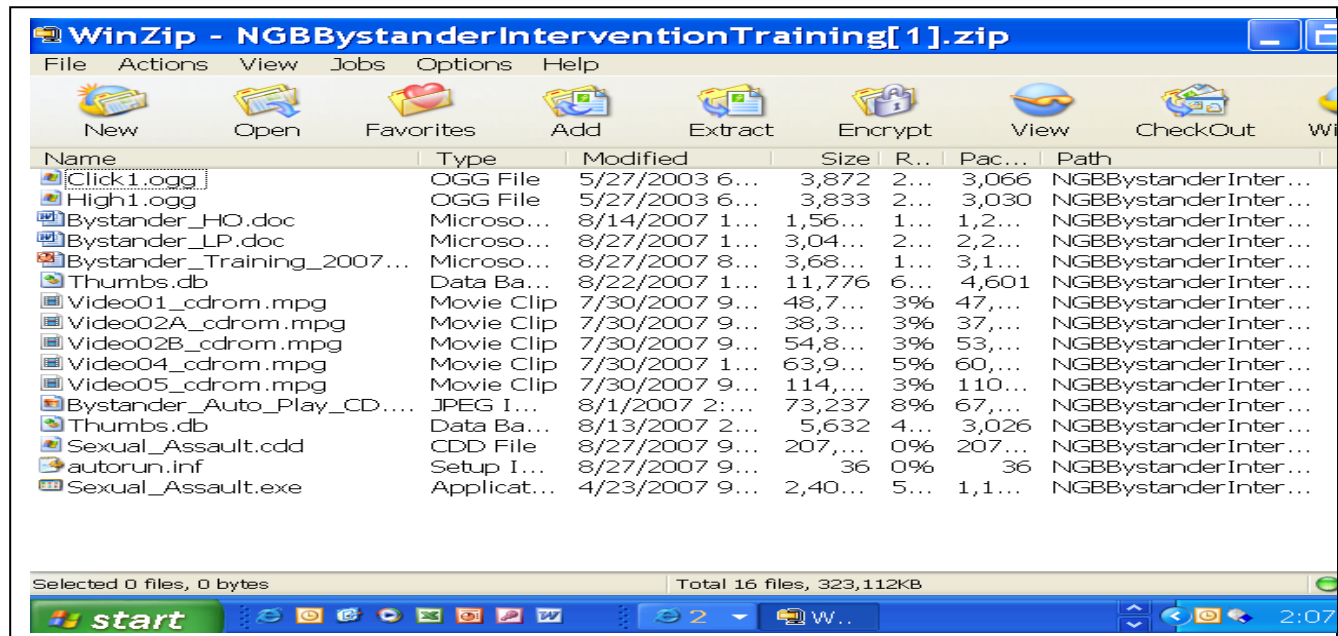 WinZip - NGBBystanderInterventionTraining[1].zip
File Actions View Jobs Options Help
New Open Favorites Add Extract Encrypt View CheckOut Wi
Name Type Modified Size R.. Pac... Path
Click1.ogg OGG File 5/27/2003 6... 3,872 2... 3,066 NGBBystanderInter...
High1.ogg OGG File 5/27/2003 6... 3,833 2... 3,030 NGBBystanderInter...
Bystander_HO.doc Microso... 8/14/2007 1... 1,56... 1... 1,2... NGBBystanderInter...
Bystander_LP.doc Microso... 8/27/2007 1... 3,04... 2... 2,2... NGBBystanderInter...
Bystander_Training_2007... Microso... 8/27/2007 8... 3,68... 1... 3,1... NGBBystanderInter...
Thumbs.db Data Ba... 8/22/2007 1... 11,776 6... 4,601 NGBBystanderInter...
Video01_cdrom.mpg Movie Clip 7/30/2007 9... 48,7... 3% 47,... NGBBystanderInter...
Video02A_cdrom.mpg Movie Clip 7/30/2007 9... 38,3... 3% 37,... NGBBystanderInter...
Video02B_cdrom.mpg Movie Clip 7/30/2007 9... 54,8... 3% 53,... NGBBystanderInter...
Video04_cdrom.mpg Movie Clip 7/30/2007 1... 63,9... 5% 60,... NGBBystanderInter...
Video05_cdrom.mpg Movie Clip 7/30/2007 9... 114,... 3% 110... NGBBystanderInter...
Bystander_Auto_Play_CD.... JPEG I... 8/1/2007 2:... 73,237 8% 67,... NGBBystanderInter...
Thumbs.db Data Ba... 8/13/2007 2... 5,632 4... 3,026 NGBBystanderInter...
Sexual_Assault.cdd CDD File 8/27/2007 9... 207,... 0% 207... NGBBystanderInter...
autorun.inf Setup I... 8/27/2007 9... 36 0% 36 NGBBystanderInter...
Sexual_Assault.exe Applicat... 4/23/2007 9... 2,40... 5... 1,1... NGBBystanderInter...
Selected 0 files, 0 bytes Total 16 files, 323,112KB
start 2 W.. 2:07